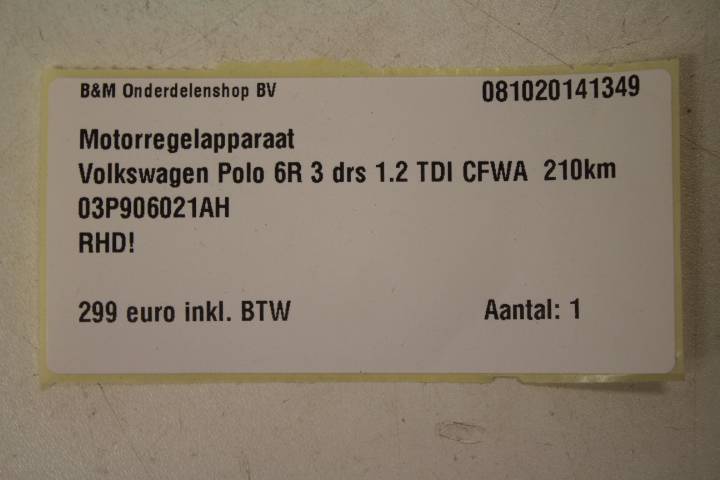 B&M Onderdelenshop BV 081020141349
Motorregelapparaat
Volkswagen Polo 6R 3 drs 1.2 TDI CFWA 210km
03P906021AH
RHD!
299 euro inkl. BTW Aantal: 1